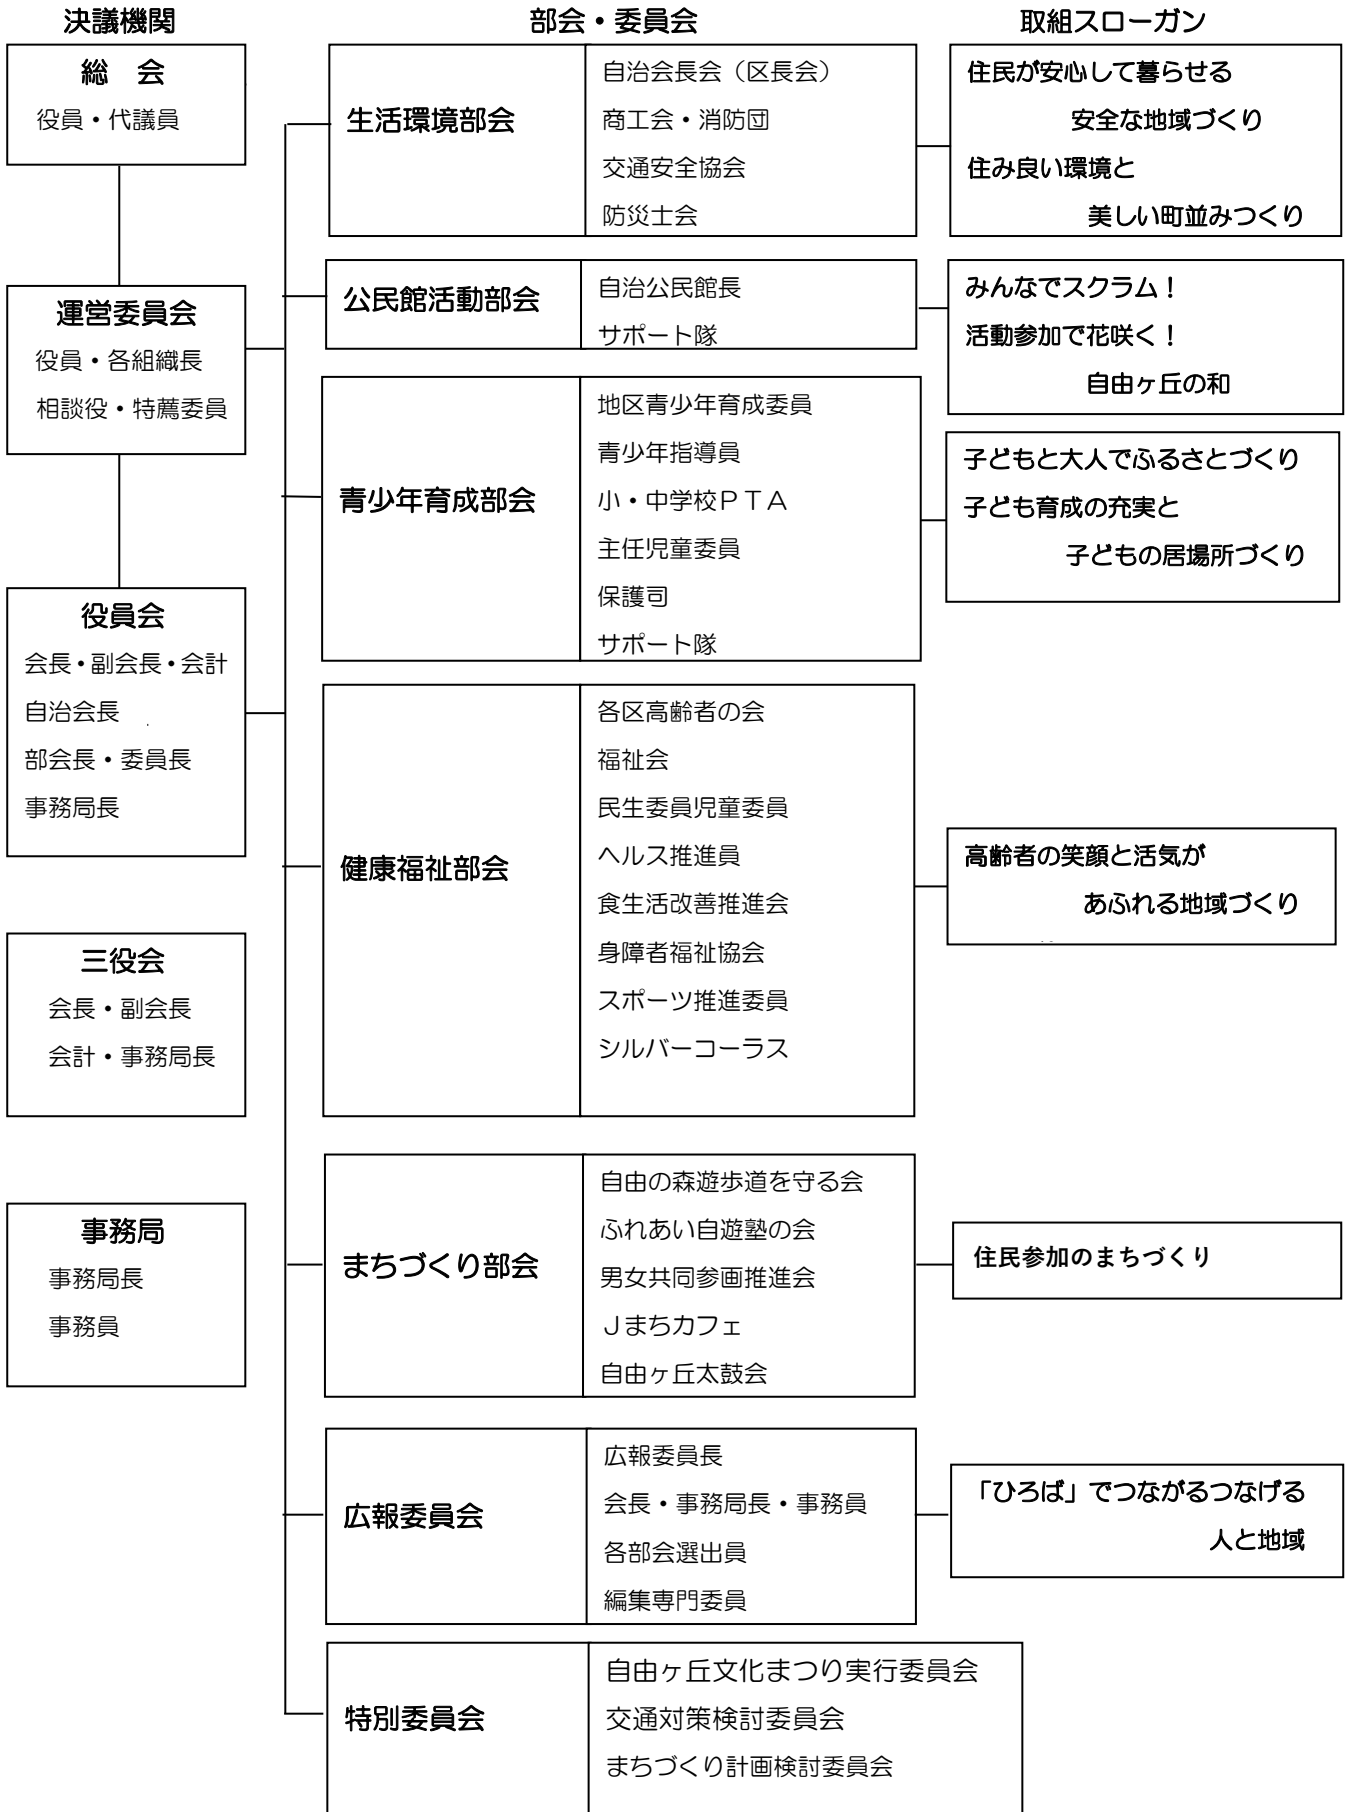 決議機関
総　会
役員・代議員
運営委員会
役員・各組織長
相談役・特薦委員
役員会
会長・副会長・会計
自治会長
部会長・委員長
事務局長
三役会
会長・副会長
会計・事務局長
事務局
事務局長
事務員
部会・委員会
生活環境部会
自治会長会（区長会）
商工会・消防団
交通安全協会
防災士会
公民館活動部会
自治公民館長
サポート隊
青少年育成部会
地区青少年育成委員
青少年指導員
小・中学校ＰＴＡ
主任児童委員
保護司
サポート隊
健康福祉部会
各区高齢者の会
福祉会
民生委員児童委員
ヘルス推進員
食生活改善推進会
身障者福祉協会
スポーツ推進委員
シルバーコーラス
まちづくり部会
自由の森遊歩道を守る会
ふれあい自遊塾の会
男女共同参画推進会
Ｊまちカフェ
自由ヶ丘太鼓会
広報委員会
広報委員長
会長・事務局長・事務員
各部会選出員
編集専門委員
特別委員会
自由ヶ丘文化まつり実行委員会
交通対策検討委員会
まちづくり計画検討委員会
取組スローガン
住民が安心して暮らせる
安全な地域づくり
住み良い環境と
美しい町並みつくり
みんなでスクラム！
活動参加で花咲く！
自由ヶ丘の和
子どもと大人でふるさとづくり
子ども育成の充実と
子どもの居場所づくり
高齢者の笑顔と活気が
あふれる地域づくり
住民参加のまちづくり
「ひろば」でつながるつなげる
人と地域